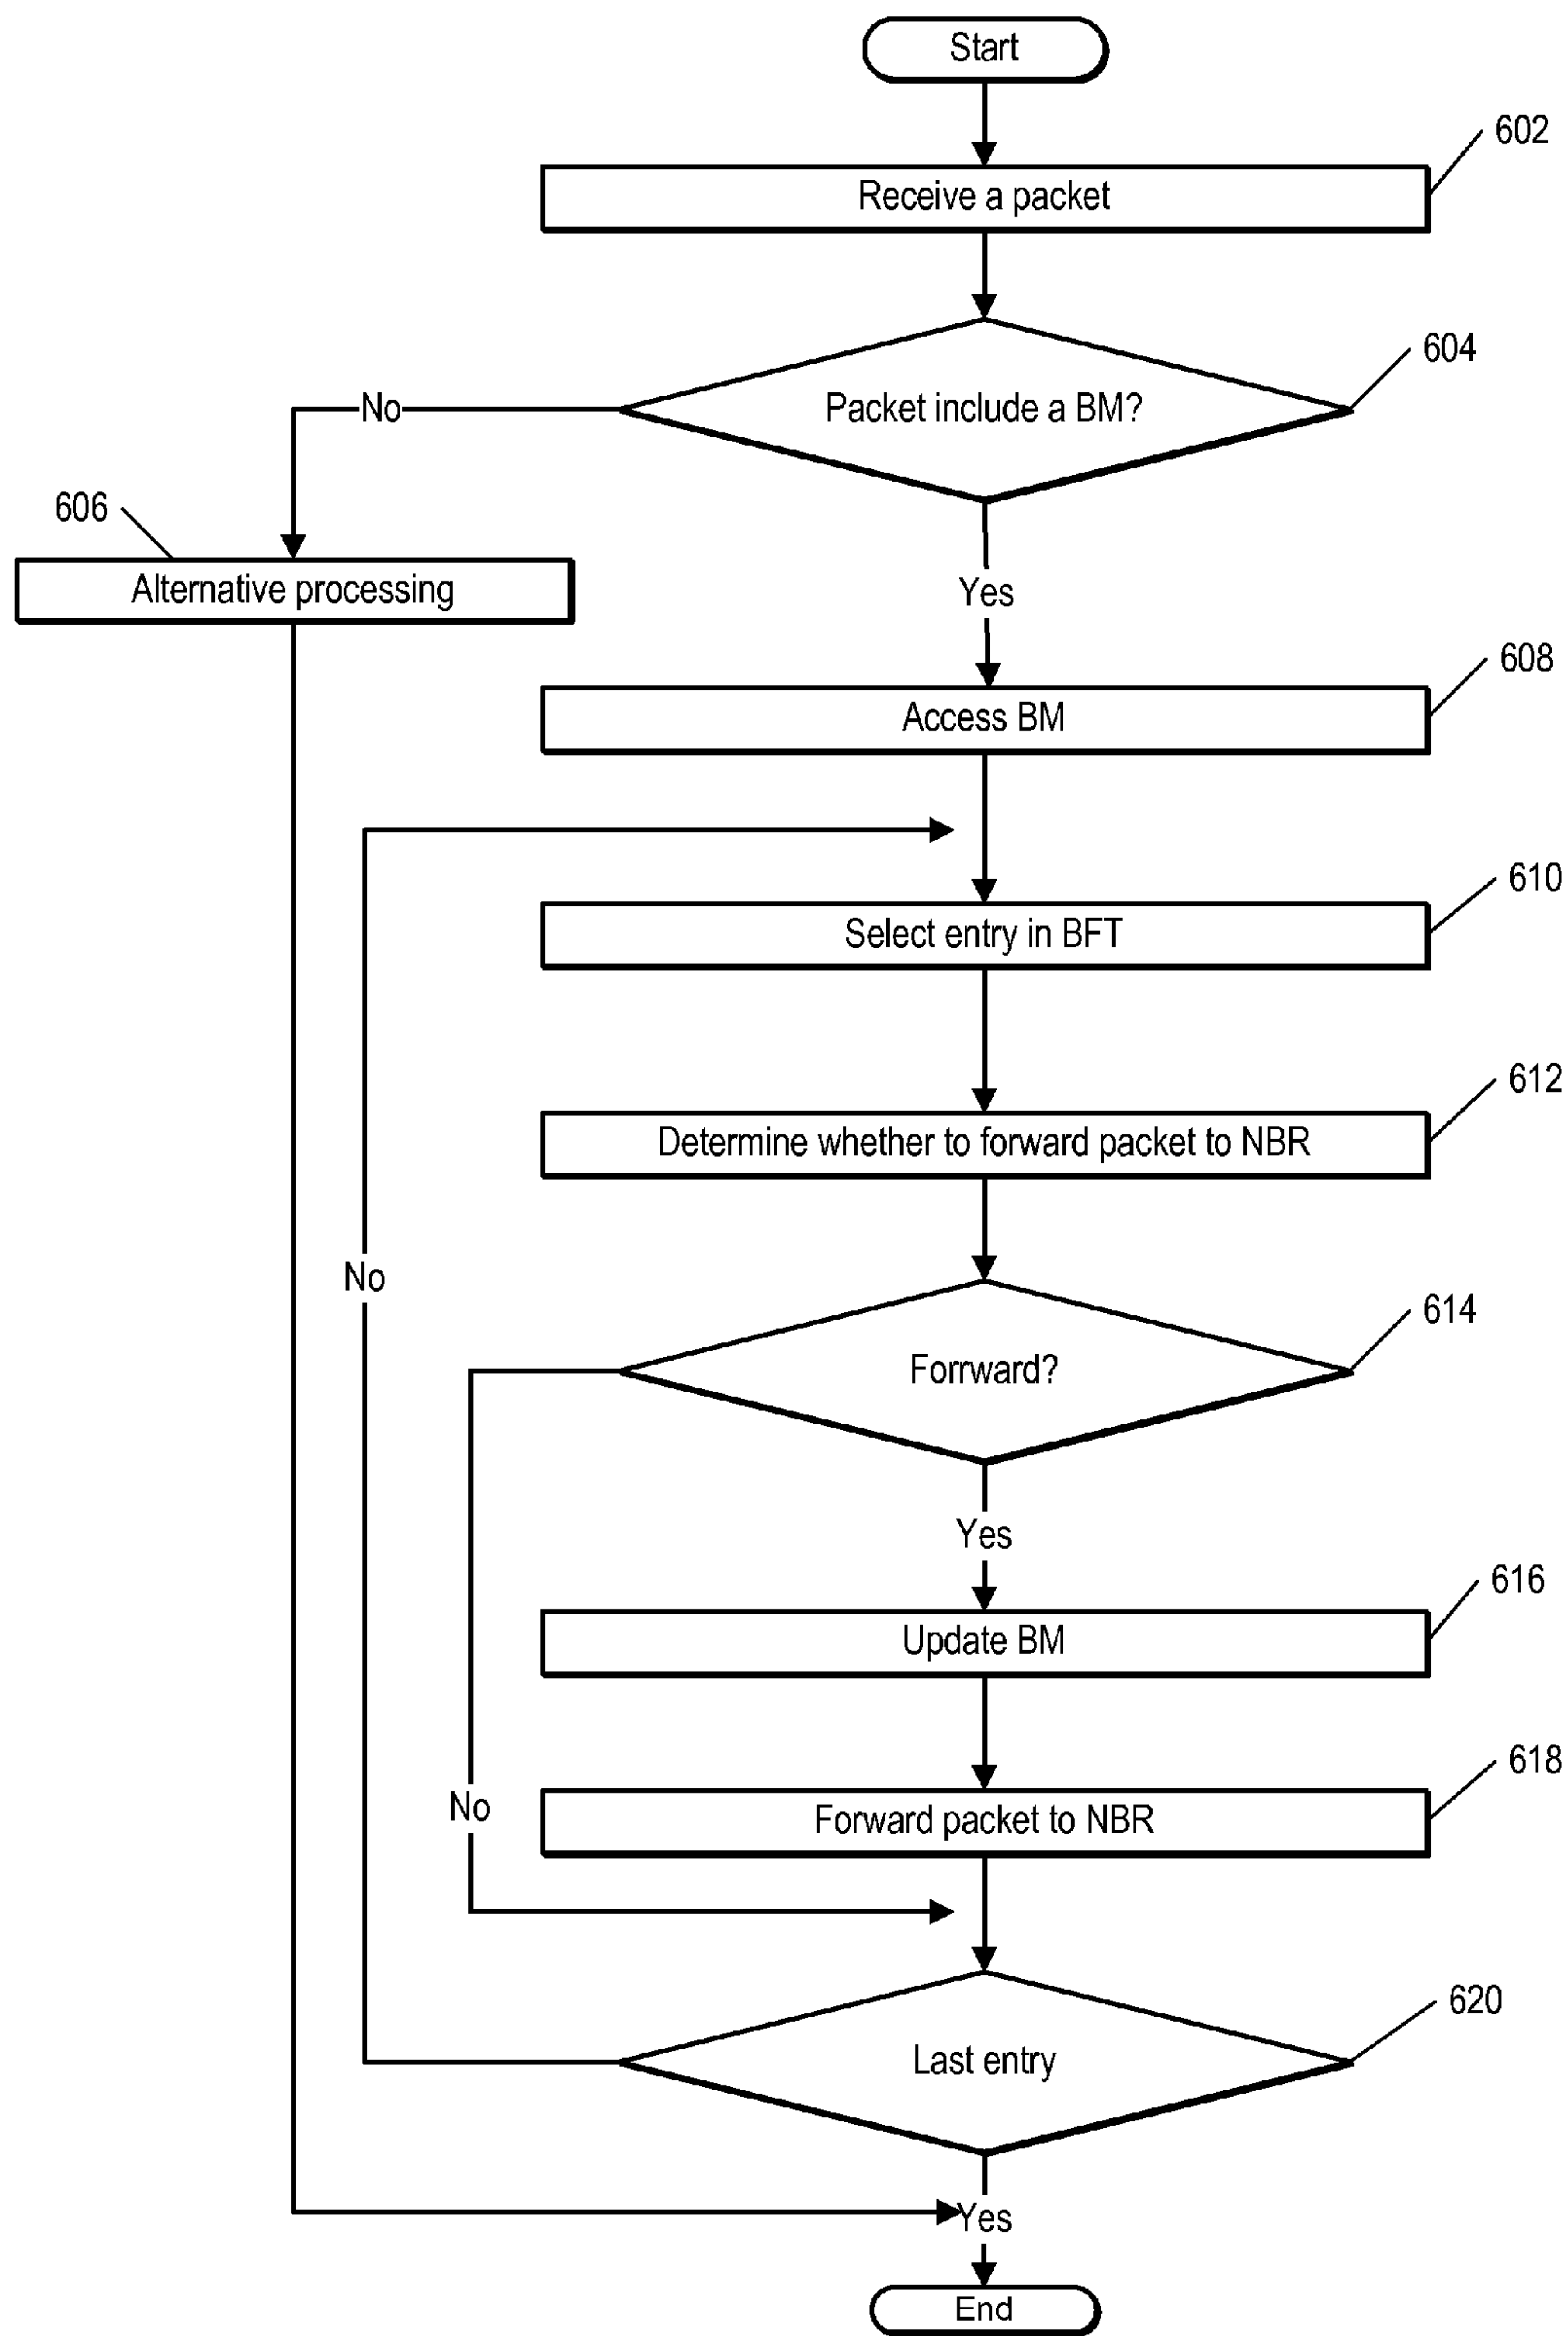 Start
602
Receive a packet
604
Packet include a BM?
No
606
Alternative processing
Yes
608
Access BM
610
Select entry in BFT
612
Determine whether to forward packet to NBR
No
614
Forrward?
Yes
616
Update BM
618
Forward packet to NBR
No
620
Last entry
Yes
End